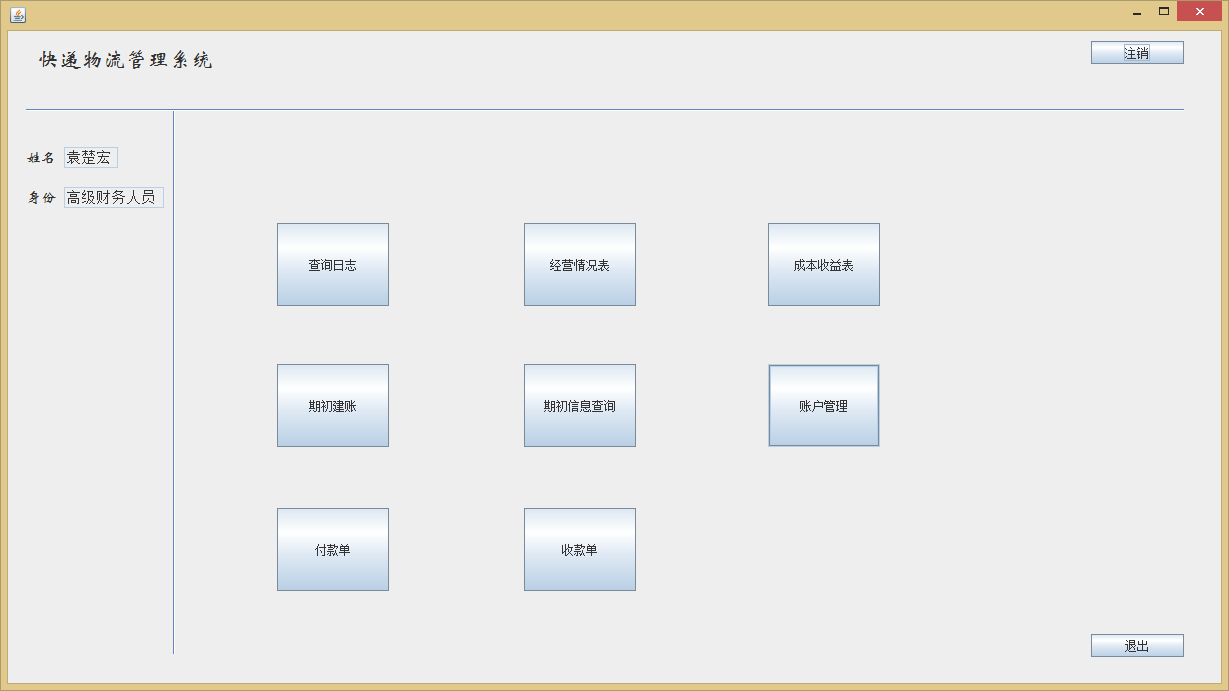 快递物流管理系统
注销
姓名 袁楚宏
身份 高级财务人员
查询日志 经营情况表 成本收益表
期初建账 期初信息查询 账户管理
付款单 收款单
退出